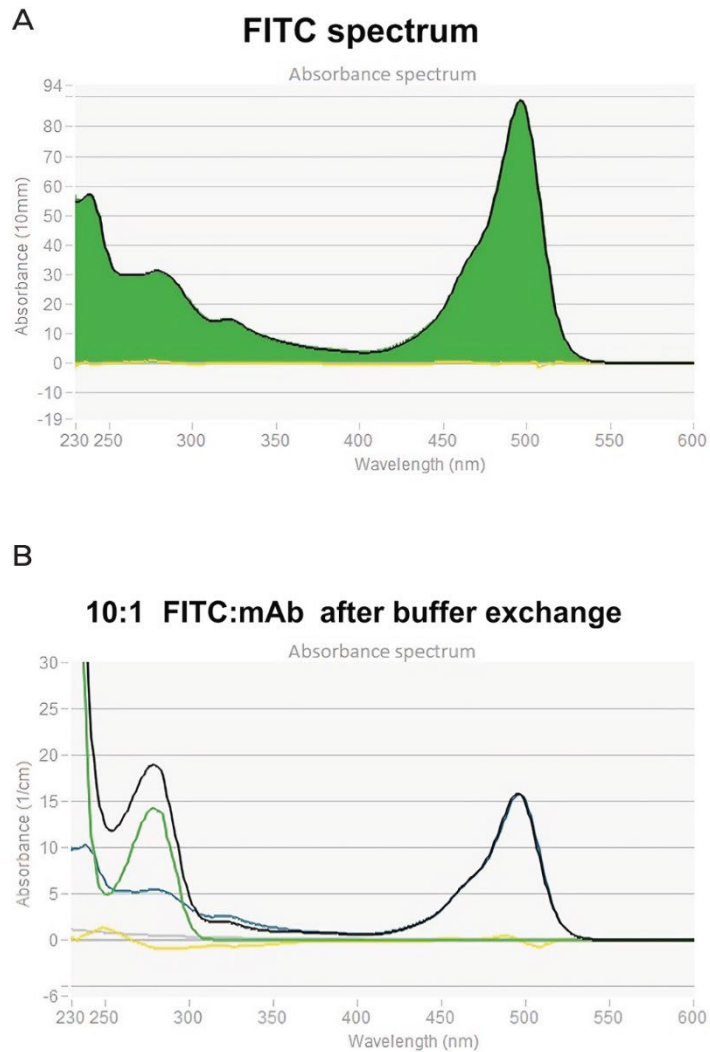 A
FITC spectrum
Absorbance spectrum
94
80
70
60
50
40
30
20
10
0
-10
-19
Absorbance (10mm)
230 250 300 350 400 450 500 550 600
Wavelength (nm)
B
10:1 FITC:mAb after buffer exchange
Absorbance spectrum
30
25
20
15
10
5
0
-6
Absorbance (1/cm)
230 250 300 350 400 450 500 550 600
Wavelength (nm)